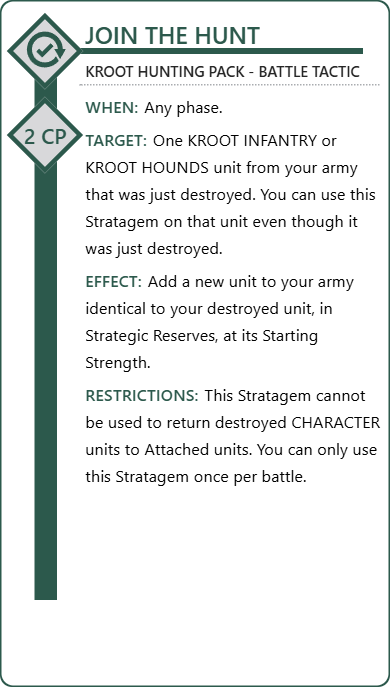 JOIN THE HUNT
KROOT HUNTING PACK - BATTLE TACTIC
WHEN: Any phase.
2 CP
TARGET: One KROOT INFANTRY or
KROOT HOUNDS unit from your army
that was just destroyed. You can use this
Stratagem on that unit even though it
was just destroyed.
EFFECT: Add a new unit to your army
identical to your destroyed unit, in
Strategic Reserves, at its Starting
Strength.
RESTRICTIONS: This Stratagem cannot
be used to return destroyed CHARACTER
units to Attached units. You can only use
this Stratagem once per battle.